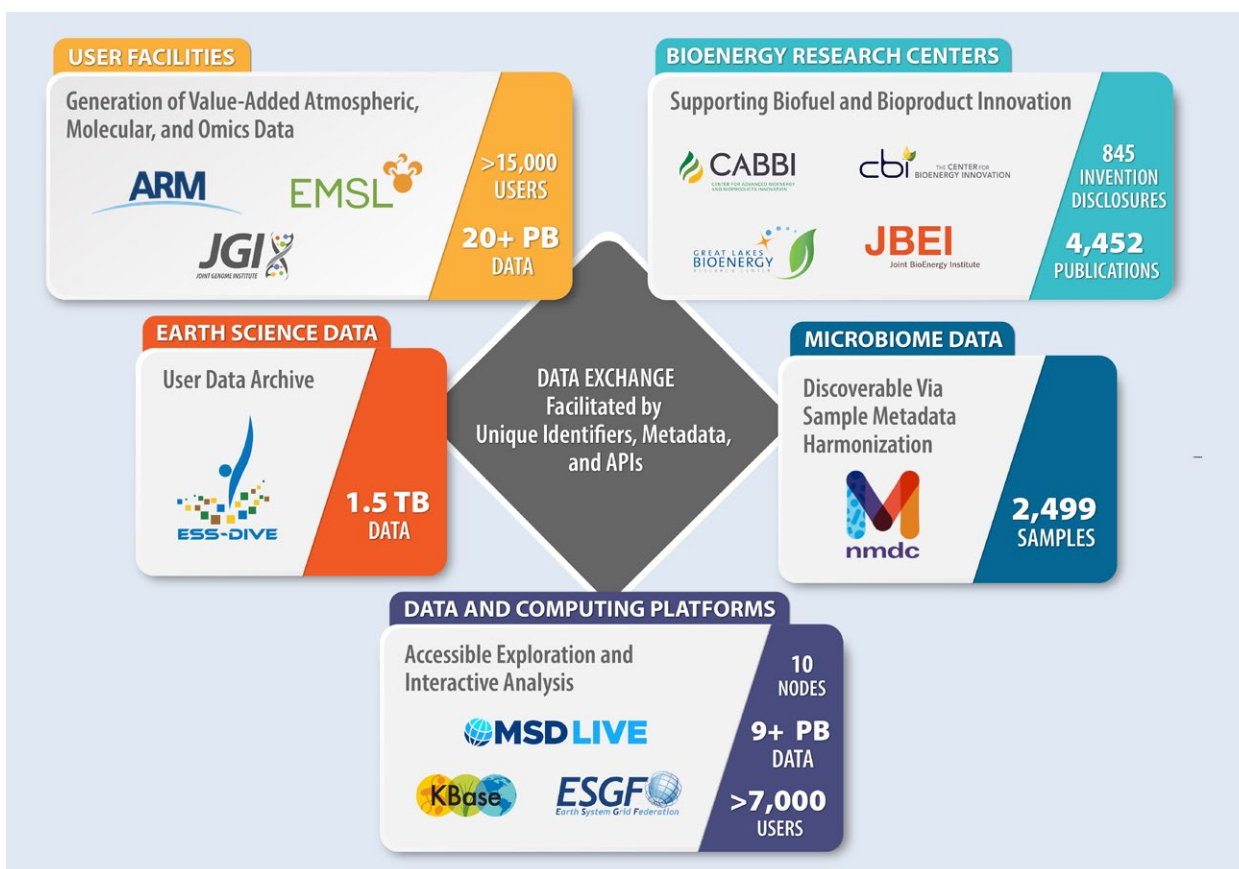 USER FACILITIES
Generation of Value-Added Atmospheric,
Molecular, and Omics Data
ARM
EMSL
JGI
JOINT GENOME INSTITUTE
>15,000
USERS
20+ PB
DATA
BIOENERGY RESEARCH CENTERS
Supporting Biofuel and Bioproduct Innovation
CABBI
CENTER FOR ADVANCED BIOENERGY
AND BIOPRODUCTS INNOVATION
cbi
THE CENTER FOR
BIOENERGY INNOVATION
GREAT LAKES
BIOENERGY
RESEARCH CENTER
JBEI
Joint BioEnergy Institute
845
INVENTION
DISCLOSURES
4,452
PUBLICATIONS
EARTH SCIENCE DATA
User Data Archive
ESS-DIVE
1.5 TB
DATA
DATA EXCHANGE
Facilitated by
Unique Identifiers, Metadata,
and APIs
MICROBIOME DATA
Discoverable Via
Sample Metadata
Harmonization
nmdc
2,499
SAMPLES
DATA AND COMPUTING PLATFORMS
Accessible Exploration and
Interactive Analysis
MSD LIVE
KBase
ESGF
Earth System Grid Federation
10
NODES
9+ PB
DATA
>7,000
USERS